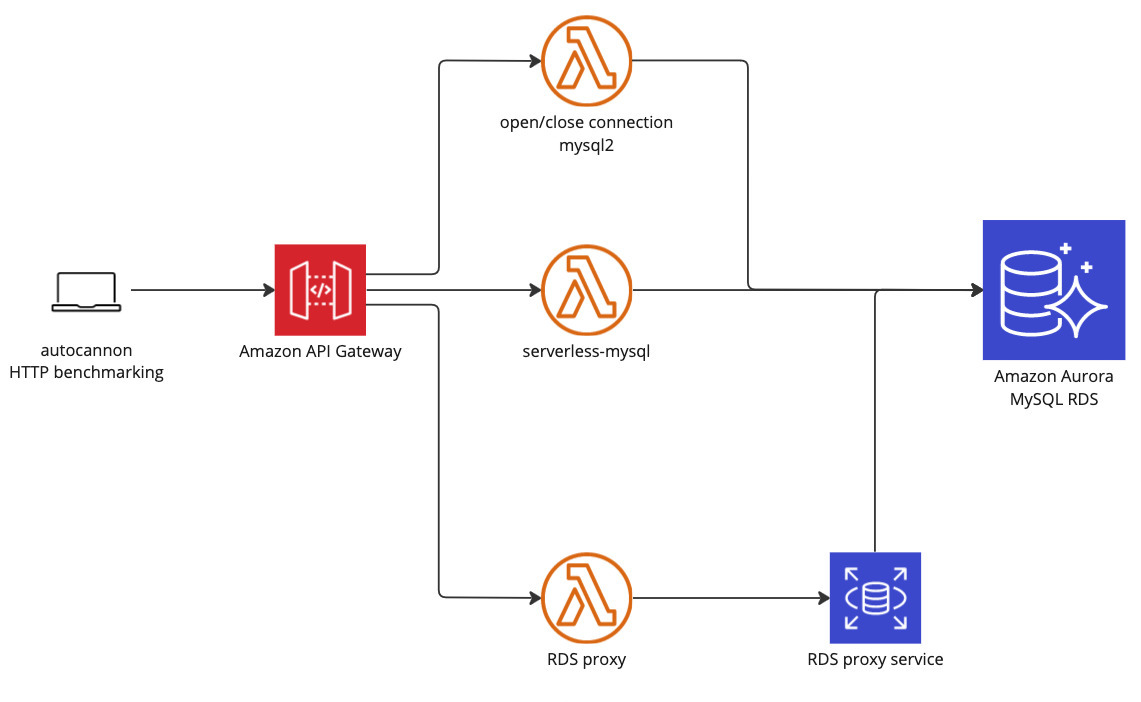 open/close connection
mysql2
</>
autocannon
HTTP benchmarking
Amazon API Gateway
serverless-mysql
Amazon Aurora
MySQL RDS
RDS proxy
RDS proxy service